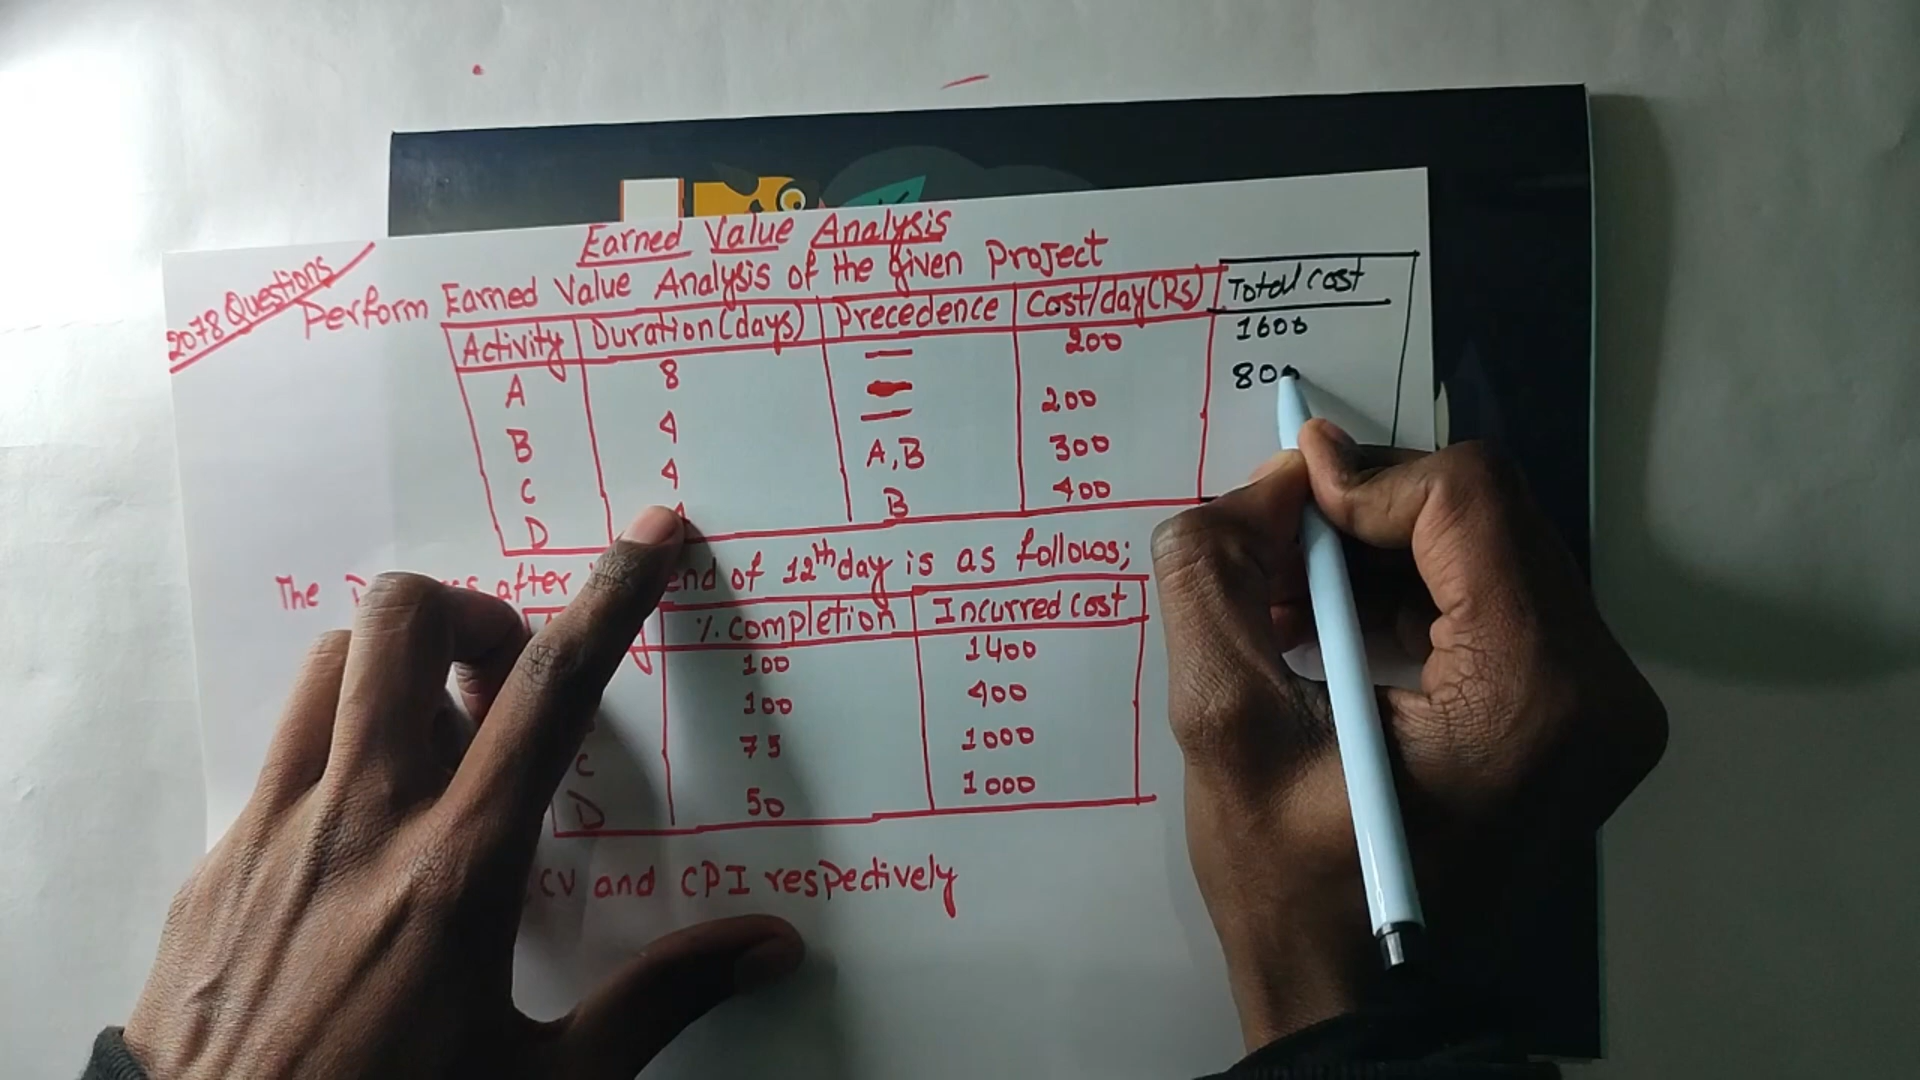 2078 Questions
Earned Value Analysis
Perform Earned Value Analysis of the given Project
Activity Duration (days) Precedence Cost/day (Rs) Total cost
A 8 — 200 1600
B 4 — 200 800
C 4 A,B 300
D 4 B 400
The after end of 12th day is as follows;
% completion Incurred cost
100 1400
100 400
C 75 1000
D 50 1000
CV and CPI respectively